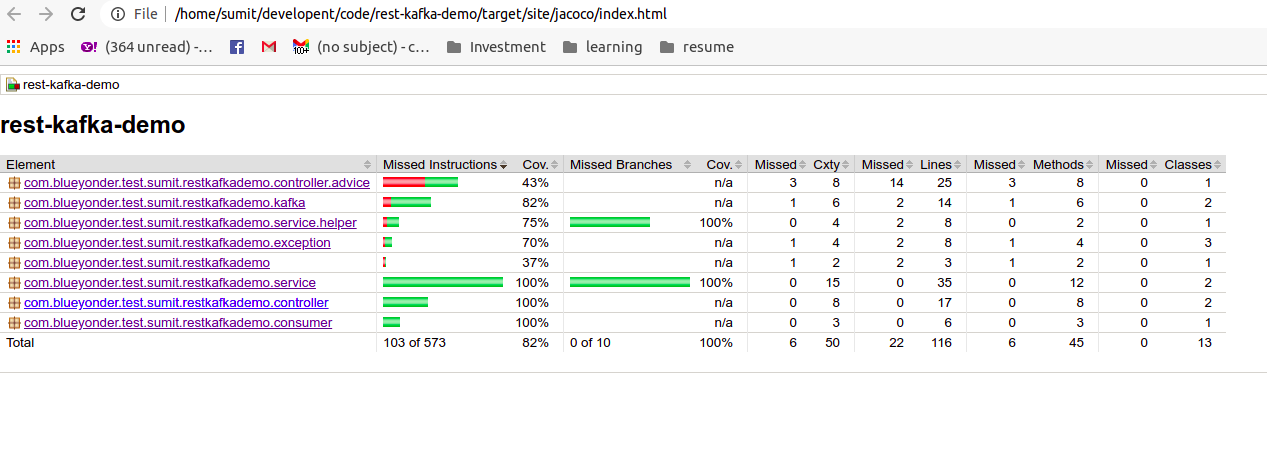 File | /home/sumit/developent/code/rest-kafka-demo/target/site/jacoco/index.html
Apps (364 unread) -… (no subject) - c… Investment learning resume
rest-kafka-demo
rest-kafka-demo
Element Missed Instructions Cov. Missed Branches Cov. Missed Cxty Missed Lines Missed Methods Missed Classes
com.blueyonder.test.sumit.restkafkademo.controller.advice 43% n/a 3 8 14 25 3 8 0 1
com.blueyonder.test.sumit.restkafkademo.kafka 82% n/a 1 6 2 14 1 6 0 2
com.blueyonder.test.sumit.restkafkademo.service.helper 75% 100% 0 4 2 8 0 2 0 1
com.blueyonder.test.sumit.restkafkademo.exception 70% n/a 1 4 2 8 1 4 0 3
com.blueyonder.test.sumit.restkafkademo 37% n/a 1 2 2 3 1 2 0 1
com.blueyonder.test.sumit.restkafkademo.service 100% 100% 0 15 0 35 0 12 0 2
com.blueyonder.test.sumit.restkafkademo.controller 100% n/a 0 8 0 17 0 8 0 2
com.blueyonder.test.sumit.restkafkademo.consumer 100% n/a 0 3 0 6 0 3 0 1
Total 103 of 573 82% 0 of 10 100% 6 50 22 116 6 45 0 13